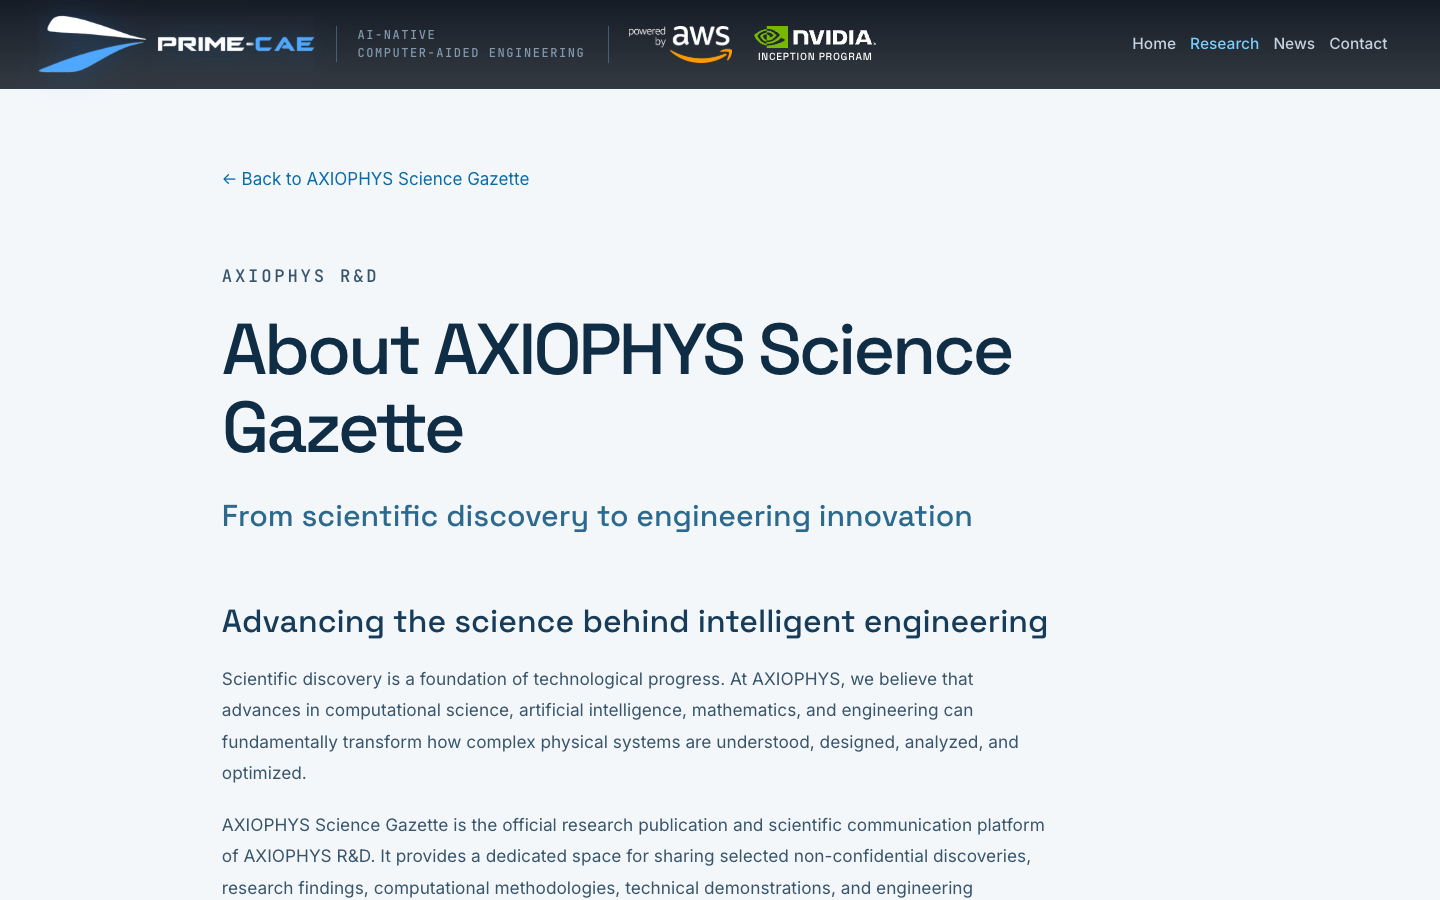 PRIME-CAE
AI-NATIVE
COMPUTER-AIDED ENGINEERING
powered by aws
NVIDIA.
INCEPTION PROGRAM
Home Research News Contact
← Back to AXIOPHYS Science Gazette
AXIOPHYS R&D
About AXIOPHYS Science
Gazette
From scientific discovery to engineering innovation
Advancing the science behind intelligent engineering
Scientific discovery is a foundation of technological progress. At AXIOPHYS, we believe that
advances in computational science, artificial intelligence, mathematics, and engineering can
fundamentally transform how complex physical systems are understood, designed, analyzed, and
optimized.
AXIOPHYS Science Gazette is the official research publication and scientific communication platform
of AXIOPHYS R&D. It provides a dedicated space for sharing selected non-confidential discoveries,
research findings, computational methodologies, technical demonstrations, and engineering